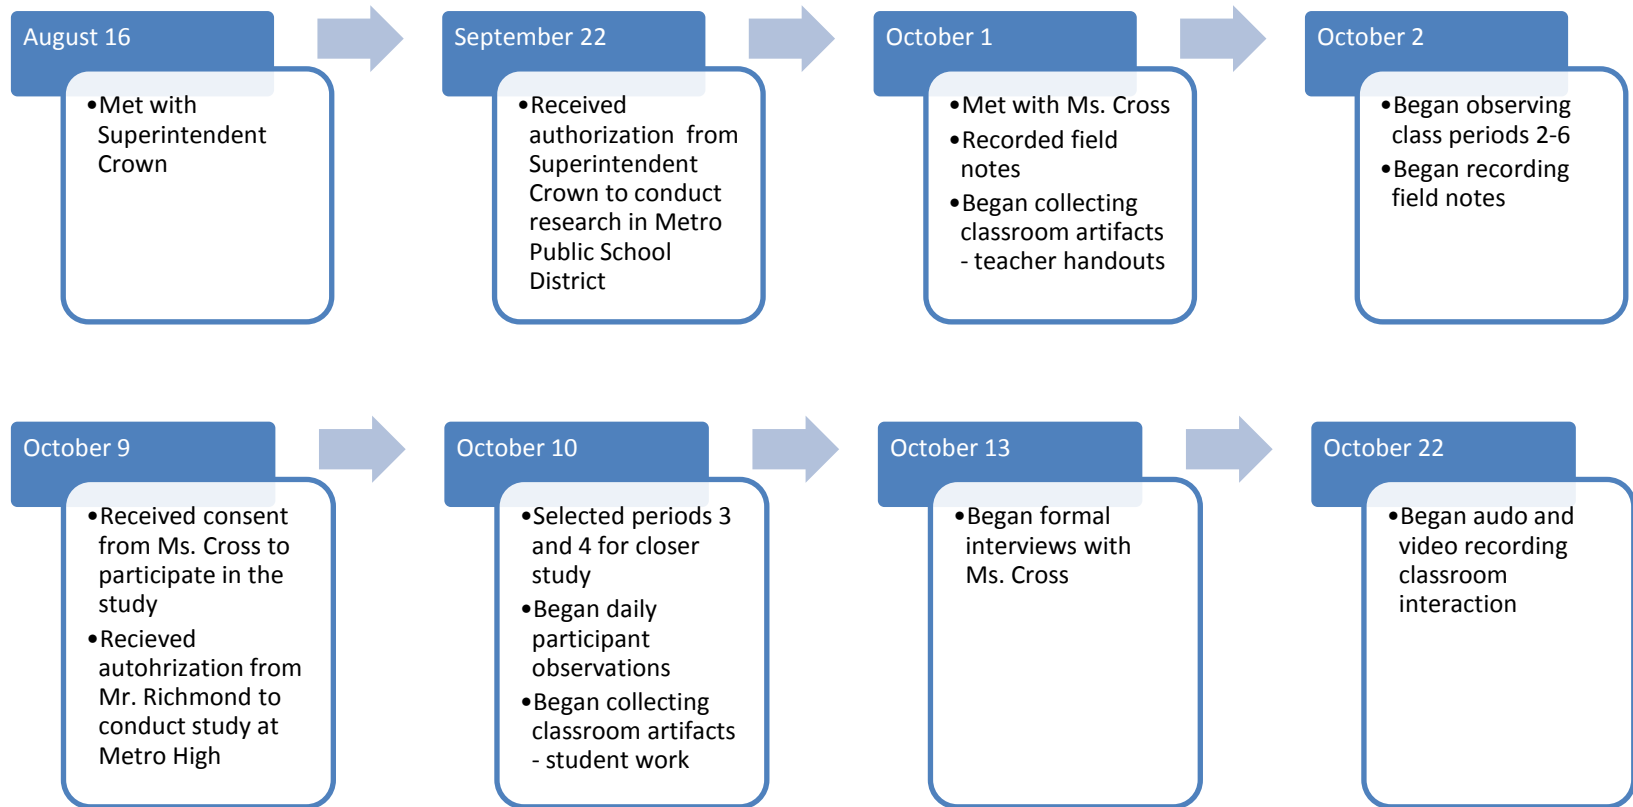 August 16
•Met with
Superintendent
Crown
September 22
•Received
authorization from
Superintendent
Crown to conduct
research in Metro
Public School
District
October 1
•Met with Ms. Cross
•Recorded field
notes
•Began collecting
classroom artifacts
- teacher handouts
October 2
•Began observing
class periods 2-6
•Began recording
field notes
October 9
•Received consent
from Ms. Cross to
participate in the
study
•Recieved
autohrization from
Mr. Richmond to
conduct study at
Metro High
October 10
•Selected periods 3
and 4 for closer
study
•Began daily
participant
observations
•Began collecting
classroom artifacts
- student work
October 13
•Began formal
interviews with
Ms. Cross
October 22
•Began audo and
video recording
classroom
interaction